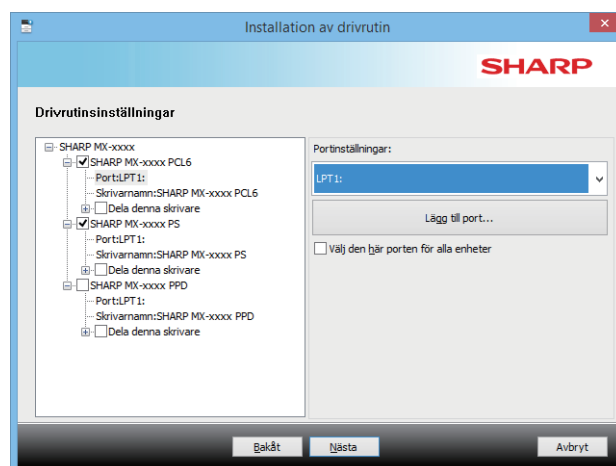 Installation av drivrutin
SHARP
Drivrutinsinställningar
SHARP MX-xxxx
SHARP MX-xxxx PCL6
Port:LPT1:
Skrivarnamn:SHARP MX-xxxx PCL6
Dela denna skrivare
SHARP MX-xxxx PS
Port:LPT1:
Skrivarnamn:SHARP MX-xxxx PS
Dela denna skrivare
SHARP MX-xxxx PPD
Port:LPT1:
Skrivarnamn:SHARP MX-xxxx PPD
Dela denna skrivare
Portinställningar:
LPT1:
Lägg till port...
Välj den här porten för alla enheter
Bakåt
Nästa
Avbryt